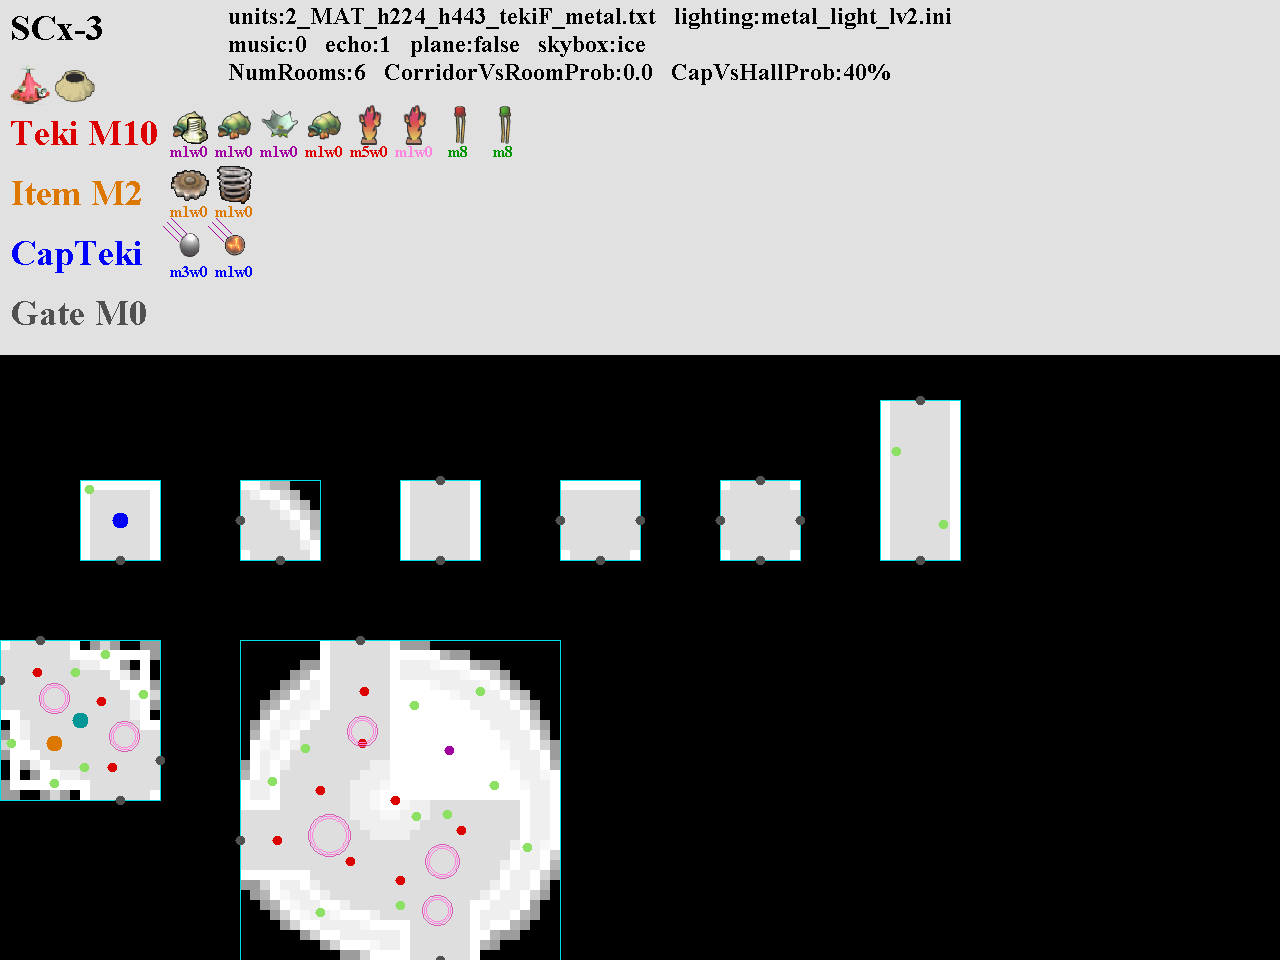 SCx-3
units:2_MAT_h224_h443_tekiF_metal.txt lighting:metal_light_lv2.ini
music:0 echo:1 plane:false skybox:ice
NumRooms:6 CorridorVsRoomProb:0.0 CapVsHallProb:40%
Teki M10
m1w0 m1w0 m1w0 m1w0 m5w0 m1w0 m8 m8
Item M2
m1w0 m1w0
CapTeki
m3w0 m1w0
Gate M0